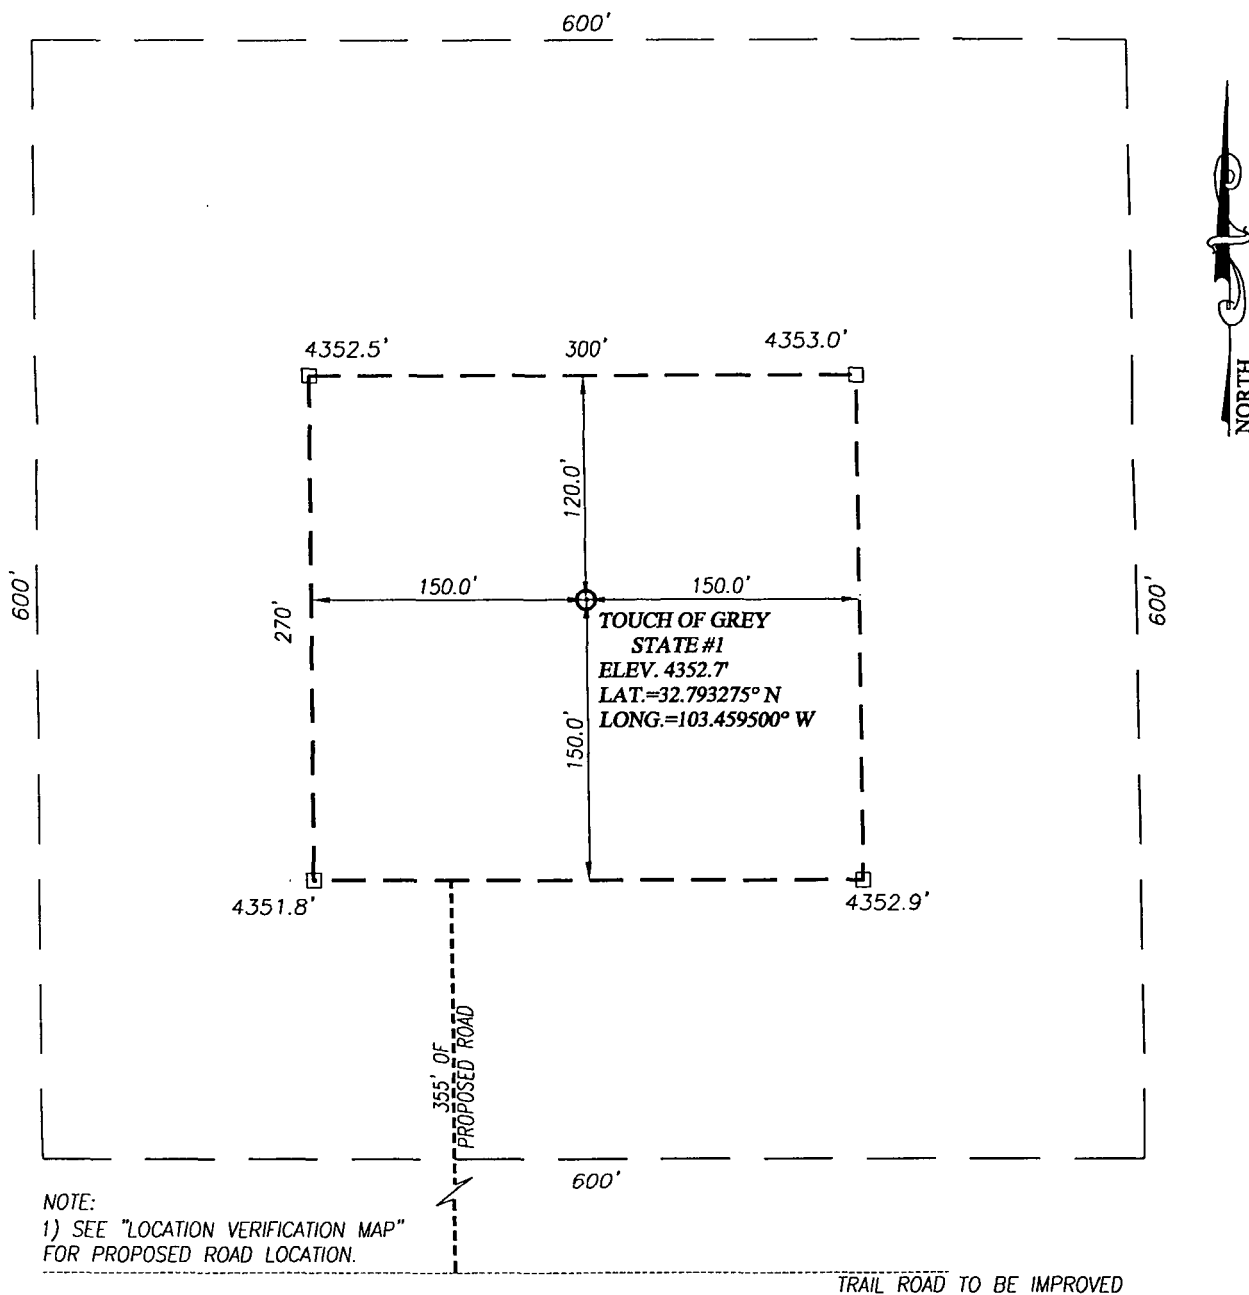 600'
4352.5'
300'
4353.0'
NORTH
120.0'
150.0'
150.0'
600'
270'
600'
TOUCH OF GREY
STATE #1
ELEV. 4352.7'
LAT.=32.793275° N
LONG.=103.459500° W
150.0'
4351.8'
4352.9'
355' OF
PROPOSED ROAD
600'
NOTE:
1) SEE "LOCATION VERIFICATION MAP"
FOR PROPOSED ROAD LOCATION.
TRAIL ROAD TO BE IMPROVED